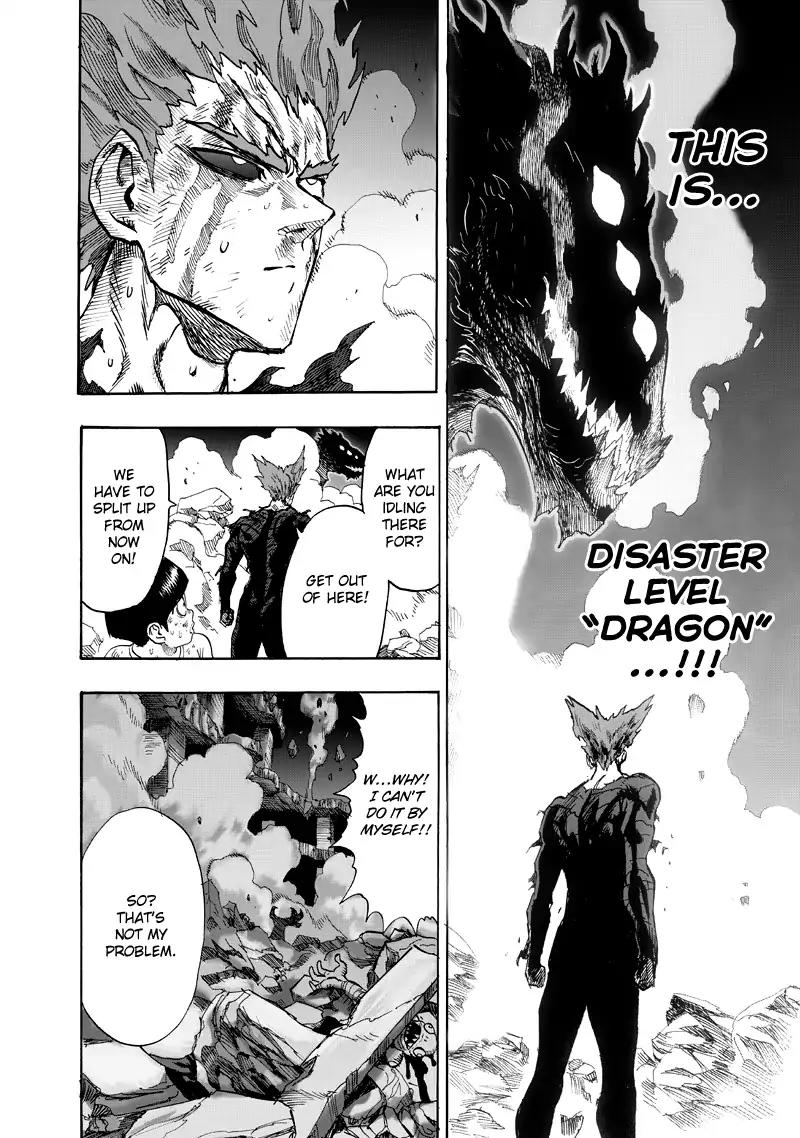 THIS
IS...
DISASTER
LEVEL
"DRAGON"
...!!!
WHAT
ARE YOU
IDLING
THERE
FOR?
GET OUT
OF HERE!
WE
HAVE TO
SPLIT UP
FROM
NOW
ON!
W...WHY!
I CAN'T
DO IT BY
MYSELF!!
SO?
THAT'S
NOT MY
PROBLEM.